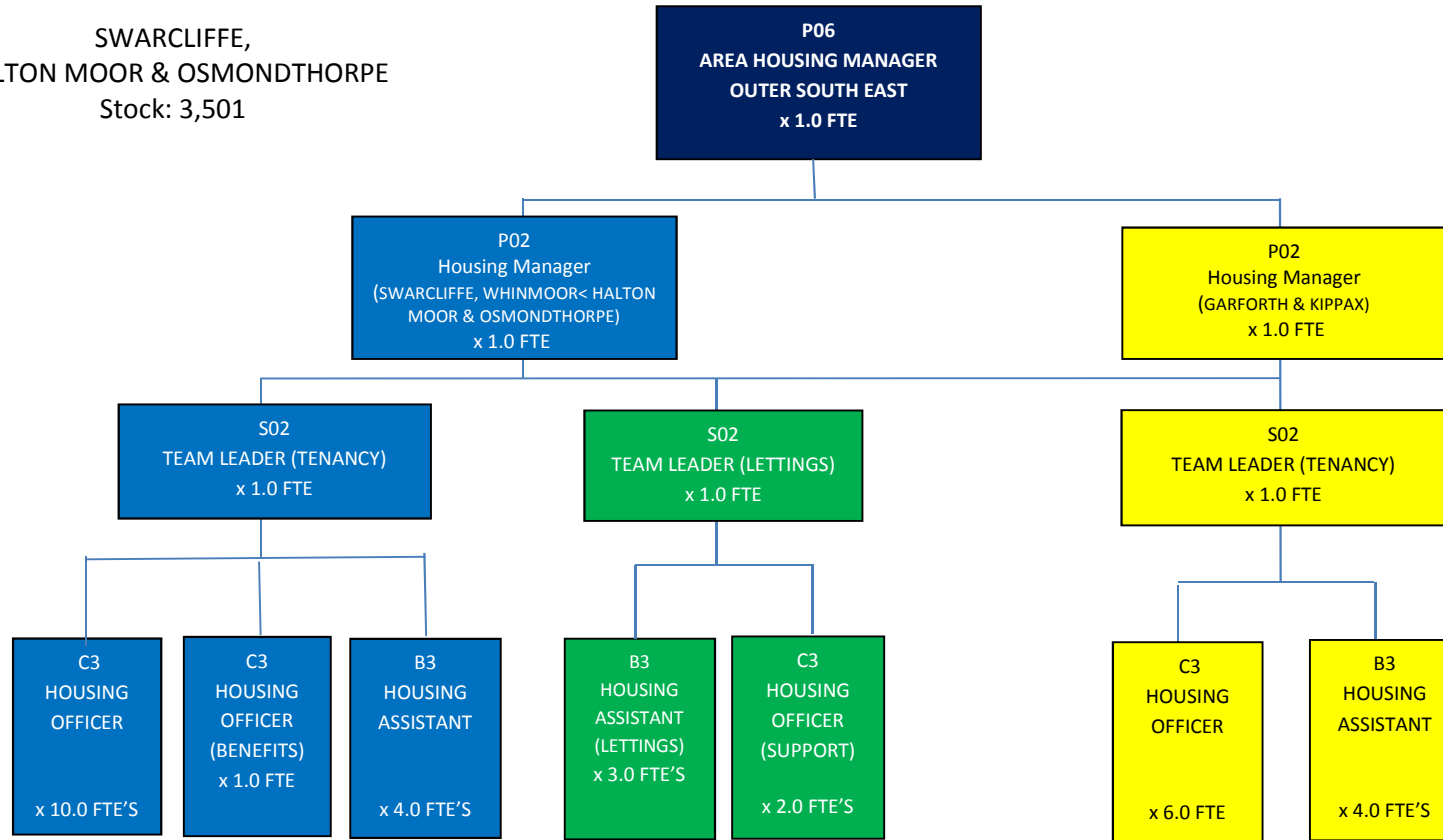 SWARCLIFFE,
LTON MOOR & OSMONDTHORPE
Stock: 3,501
P06
AREA HOUSING MANAGER
OUTER SOUTH EAST
x 1.0 FTE
P02
Housing Manager
(SWARCLIFFE, WHINMOOR< HALTON
MOOR & OSMONDTHORPE)
x 1.0 FTE
P02
Housing Manager
(GARFORTH & KIPPAX)
x 1.0 FTE
S02
TEAM LEADER (TENANCY)
x 1.0 FTE
S02
TEAM LEADER (LETTINGS)
x 1.0 FTE
S02
TEAM LEADER (TENANCY)
x 1.0 FTE
C3
HOUSING
OFFICER
x 10.0 FTE’S
C3
HOUSING
OFFICER
(BENEFITS)
x 1.0 FTE
B3
HOUSING
ASSISTANT
x 4.0 FTE’S
B3
HOUSING
ASSISTANT
(LETTINGS)
x 3.0 FTE’S
C3
HOUSING
OFFICER
(SUPPORT)
x 2.0 FTE’S
C3
HOUSING
OFFICER
x 6.0 FTE
B3
HOUSING
ASSISTANT
x 4.0 FTE’S